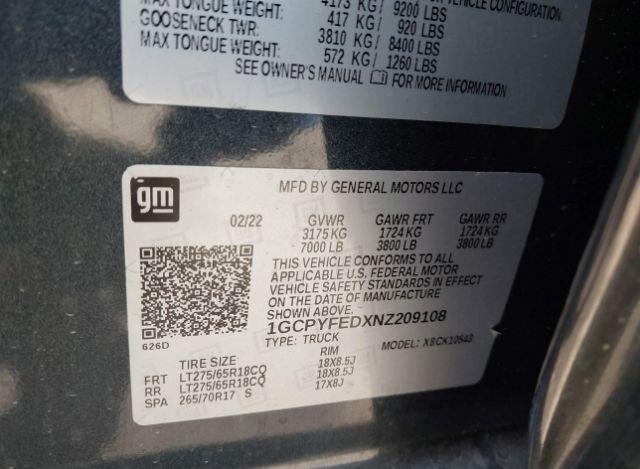 MAX TONGUE WEIGHT: 4173 KG/ 9200 LBS VEHICLE CONFIGURATION.
GOOSENECK TWR: 417 KG/ 920 LBS
MAX TONGUE WEIGHT: 3810 KG/ 8400 LBS
572 KG/ 1260 LBS
SEE OWNER'S MANUAL FOR MORE INFORMATION
gm
MFD BY GENERAL MOTORS LLC
02/22 GVWR GAWR FRT GAWR RR
3175 KG 1724 KG 1724 KG
7000 LB 3800 LB 3800 LB
THIS VEHICLE CONFORMS TO ALL
APPLICABLE U.S. FEDERAL MOTOR
VEHICLE SAFETY STANDARDS IN EFFECT
ON THE DATE OF MANUFACTURE
SHOWN ABOVE.
1GCPYFEDXNZ209108
626D
TYPE: TRUCK MODEL: X8CK10543
TIRE SIZE RIM
FRT LT275/65R18CQ 18X8.5J
RR LT275/65R18CQ 18X8.5J
SPA 265/70R17 S 17X8J